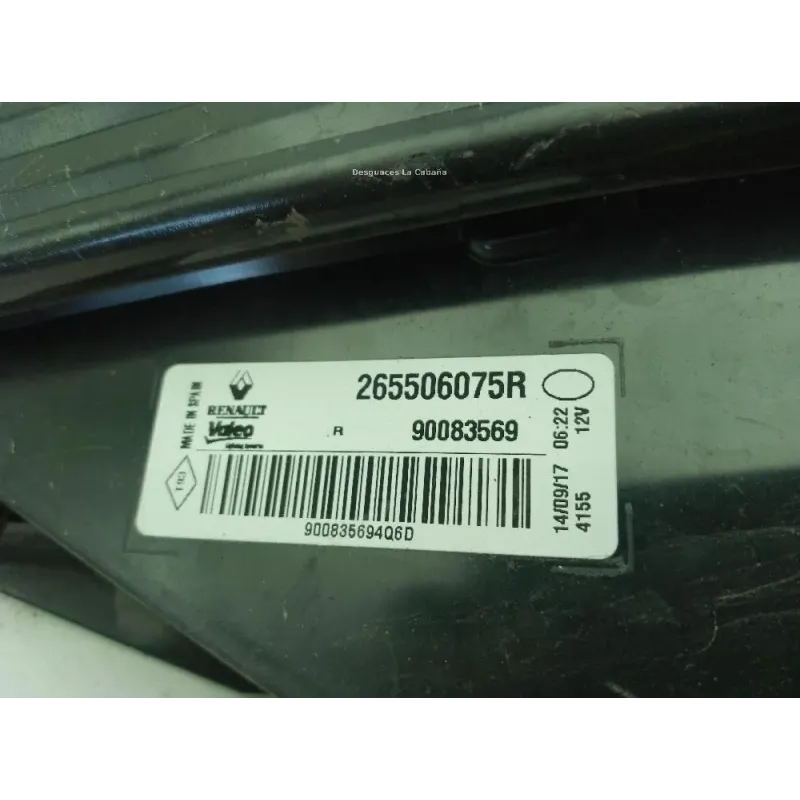 Desguaces La Cabaña
MADE IN SPAIN
RENAULT
265506075R
Valeo
R
90083569
14/09/17 06:22
4155 12V
900835694Q6D